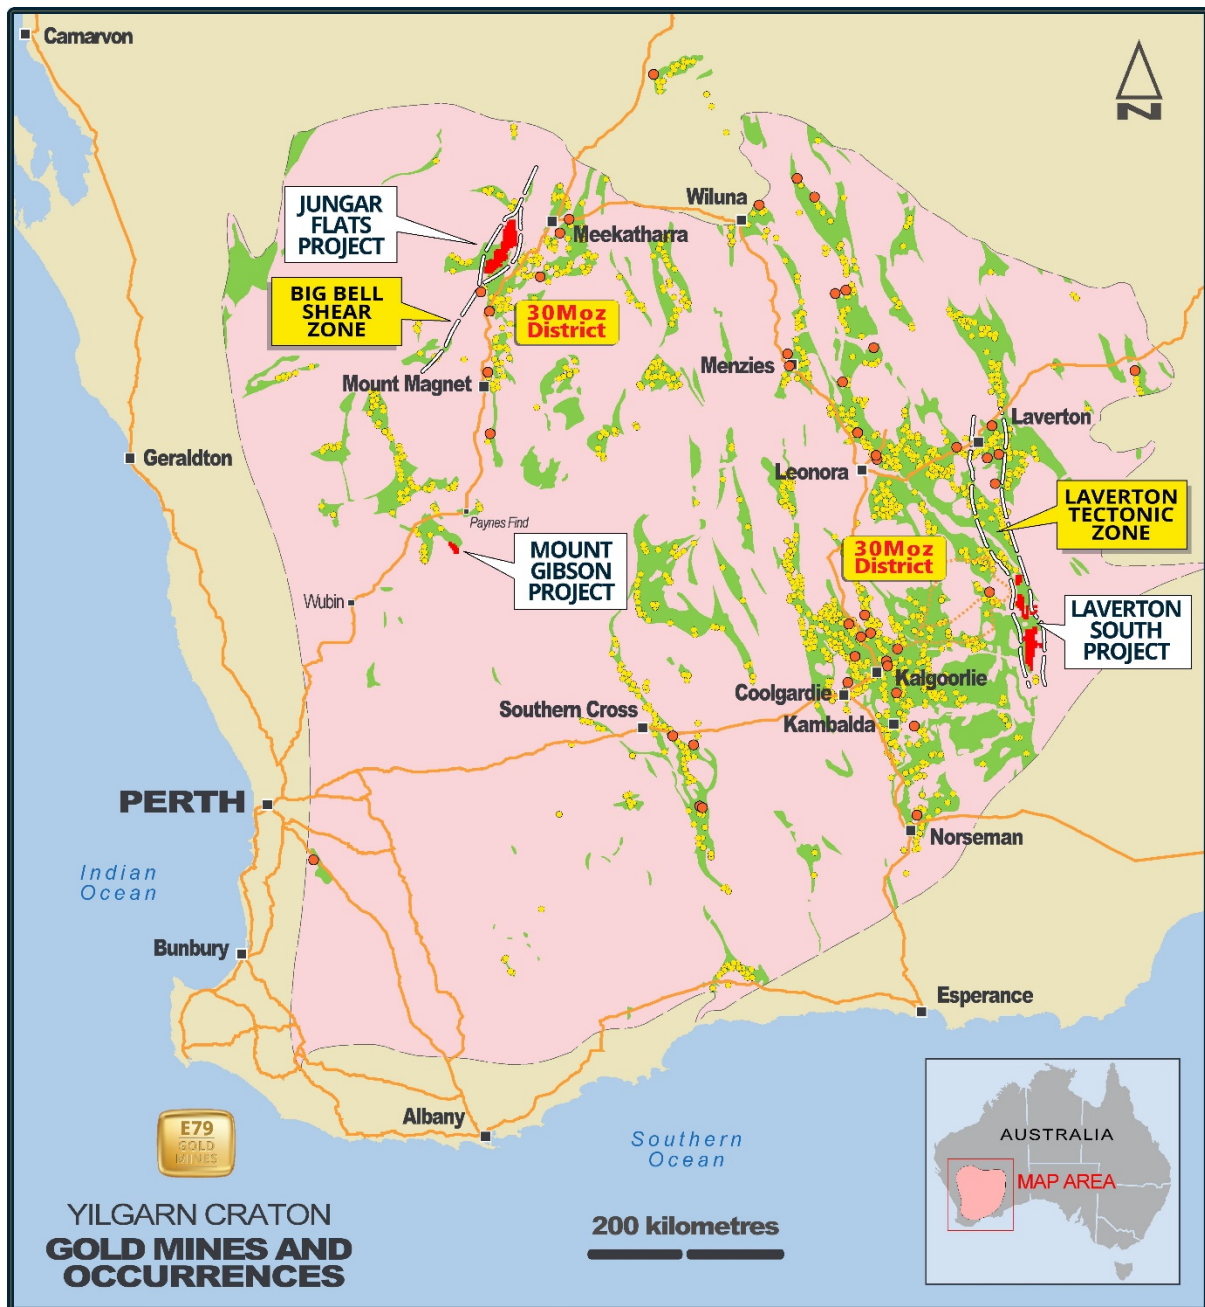 Camarvon
N
JUNGAR
FLATS
PROJECT
Wiluna
Meekatharra
BIG BELL
SHEAR
ZONE
30Moz
District
Menzies
Mount Magnet
Laverton
Geraldton
Leonora
LAVERTON
TECTONIC
ZONE
Paynes Find
MOUNT
GIBSON
PROJECT
30Moz
District
Wubin
LAVERTON
SOUTH
PROJECT
Kalgoorlie
Coolgardie
Southern Cross
Kambalda
PERTH
Norseman
Indian
Ocean
Bunbury
Esperance
Albany
E79
GOLD
MINES
Southern
Ocean
AUSTRALIA
MAP AREA
YILGARN CRATON
GOLD MINES AND
OCCURRENCES
200 kilometres